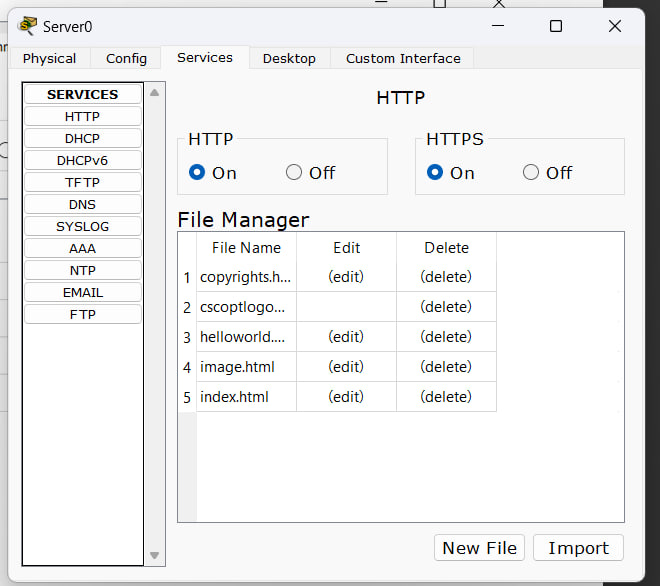 Server0
Physical Config Services Desktop Custom Interface
SERVICES
HTTP
DHCP
DHCPv6
TFTP
DNS
SYSLOG
AAA
NTP
EMAIL
FTP
HTTP
HTTP HTTPS
On Off On Off
File Manager
File Name Edit Delete
1 copyrights.h... (edit) (delete)
2 cscoptlogo... (delete)
3 helloworld.... (edit) (delete)
4 image.html (edit) (delete)
5 index.html (edit) (delete)
New File Import